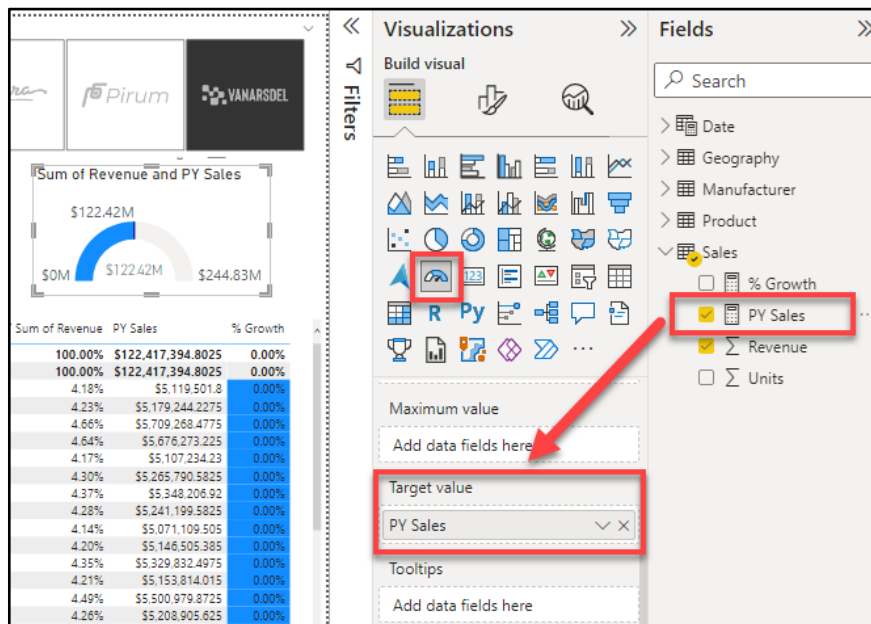 Pirum
VANARSDEL
Sum of Revenue and PY Sales
$122.42M
$0M
$122.42M
$244.83M
Sum of Revenue PY Sales % Growth
100.00% $122,417,394.8025 0.00%
100.00% $122,417,394.8025 0.00%
4.18% $5,119,501.8 0.00%
4.23% $5,179,244.2275 0.00%
4.66% $5,709,268.4775 0.00%
4.64% $5,676,273.225 0.00%
4.17% $5,107,234.23 0.00%
4.30% $5,265,790.5825 0.00%
4.37% $5,348,206.92 0.00%
4.28% $5,241,199.5825 0.00%
4.14% $5,071,109.505 0.00%
4.20% $5,146,505.385 0.00%
4.35% $5,329,832.4975 0.00%
4.21% $5,153,814.015 0.00%
4.49% $5,500,979.8725 0.00%
4.26% $5,208,905.625 0.00%
Filters
Visualizations
Build visual
123
R
Py
Maximum value
Add data fields here
Target value
PY Sales
Tooltips
Add data fields here
Fields
Search
Date
Geography
Manufacturer
Product
Sales
% Growth
PY Sales
Revenue
Units